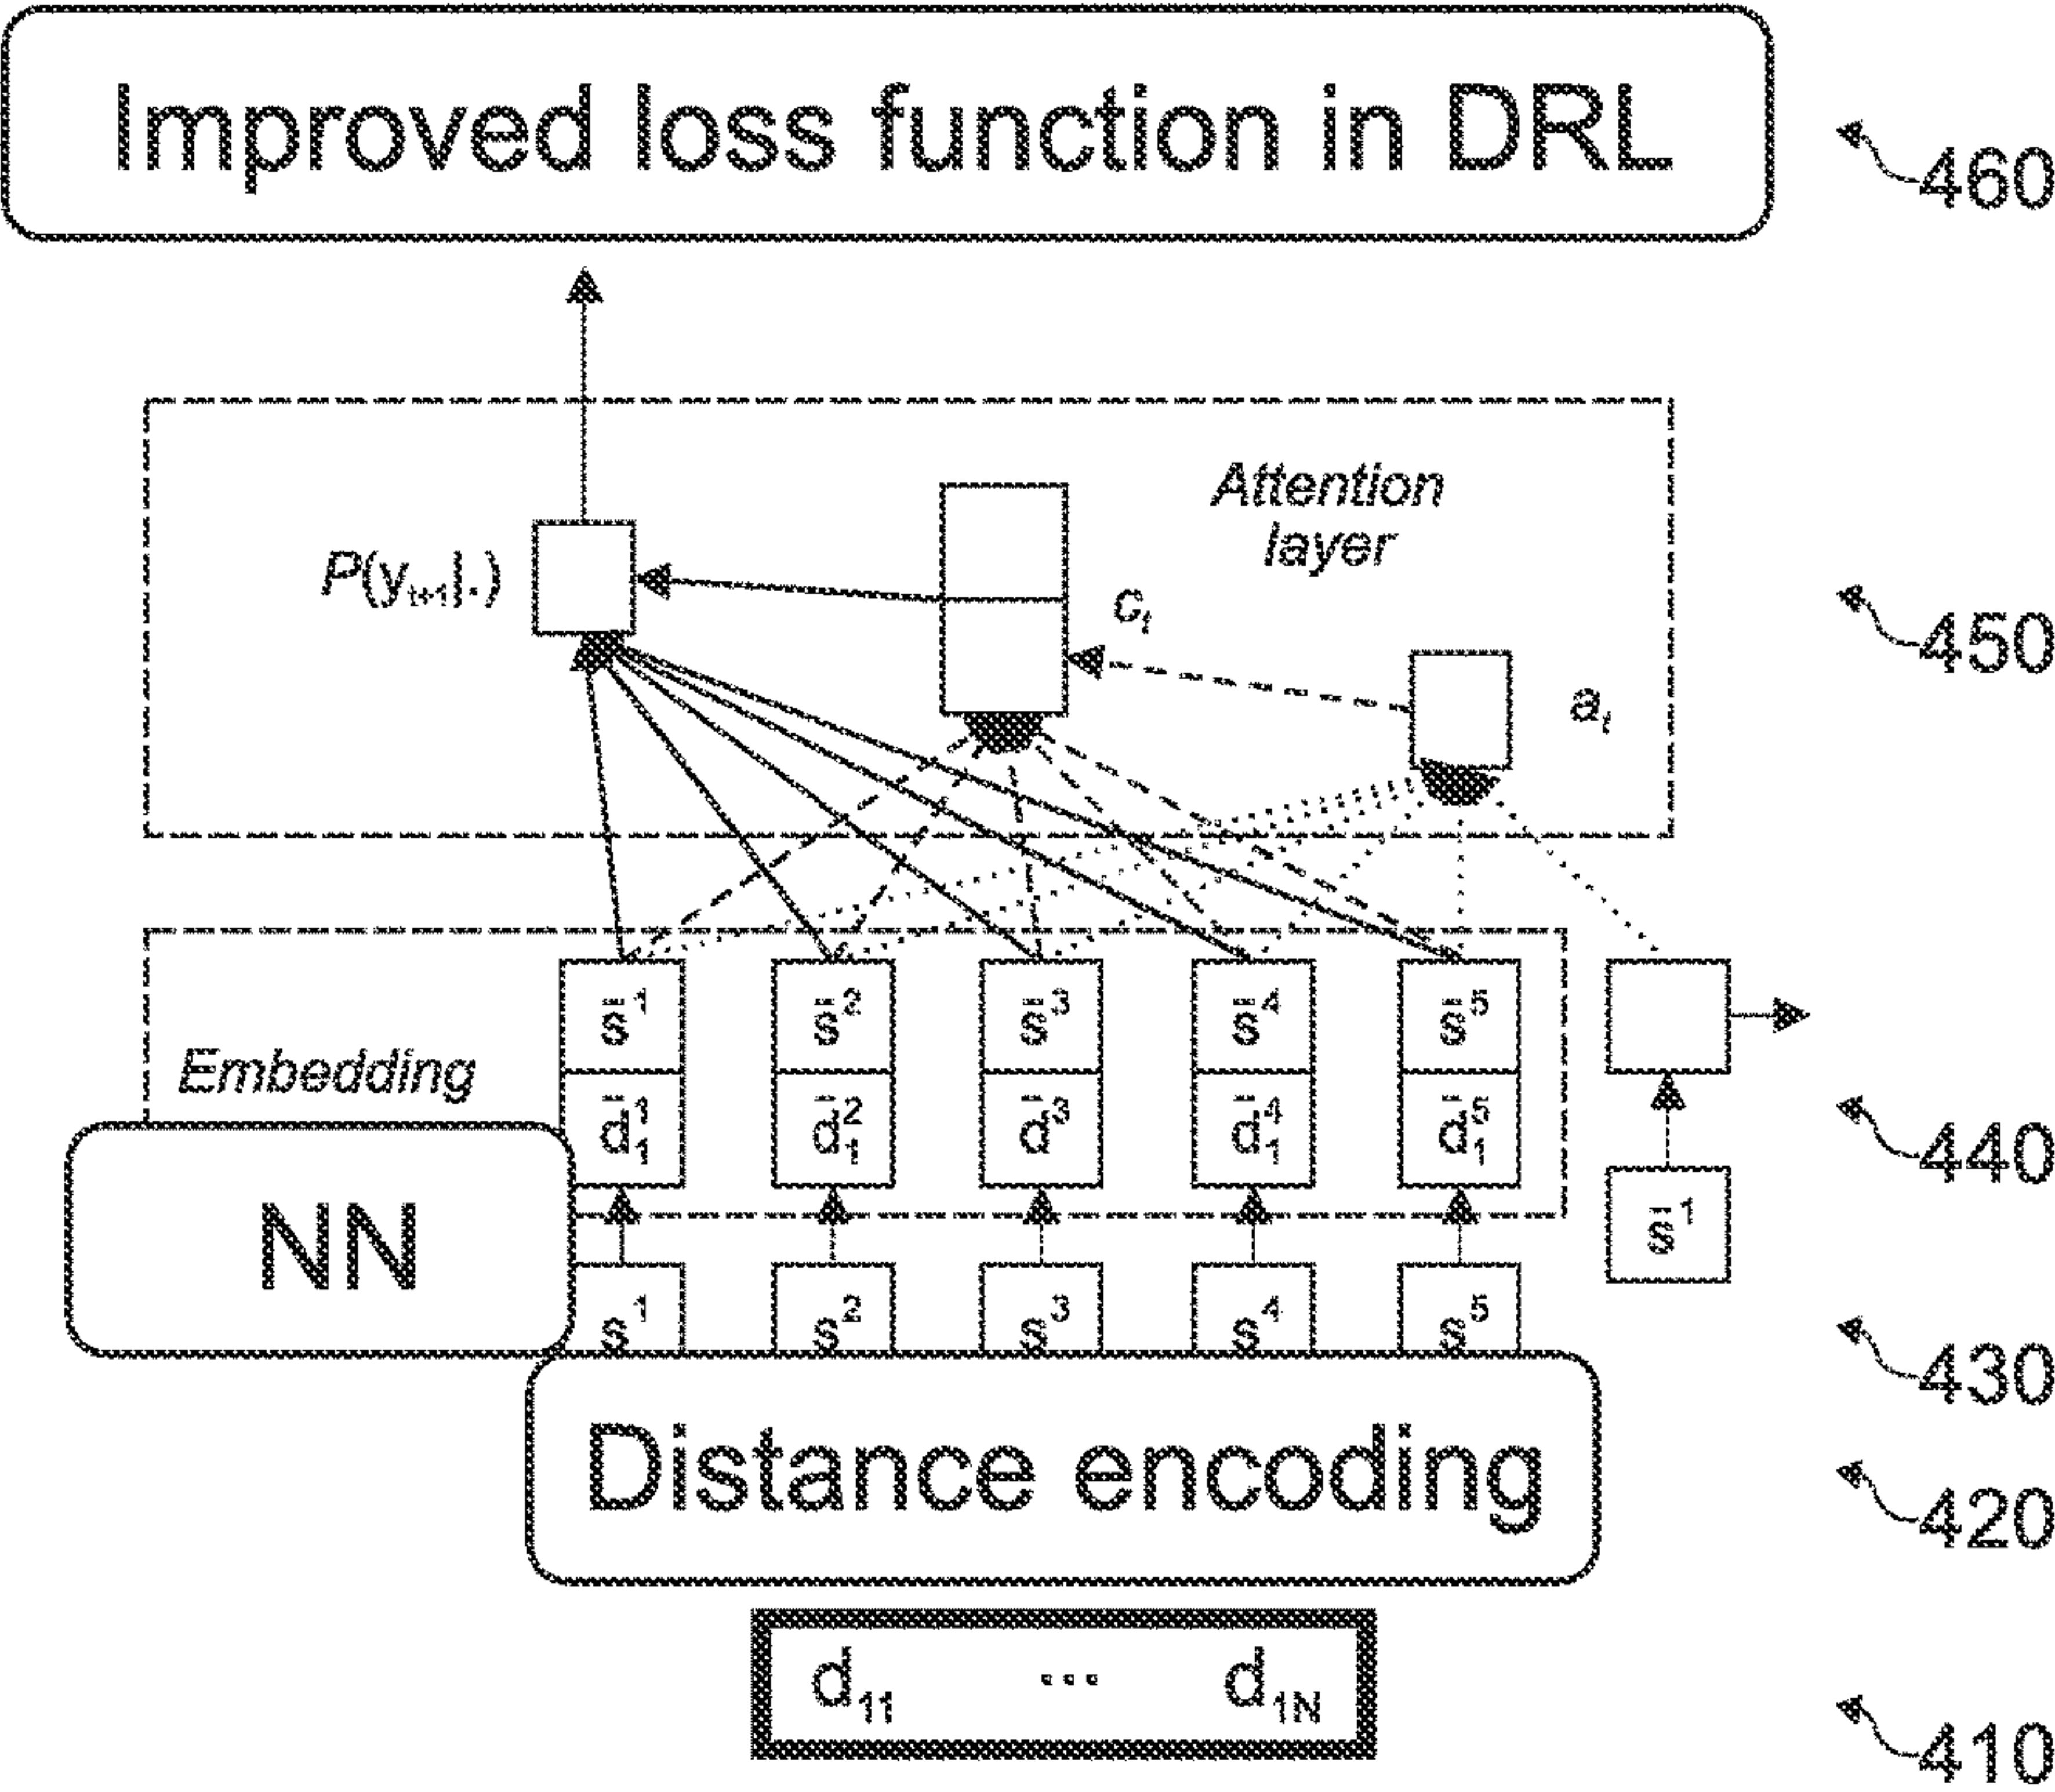 Improved loss function in DRL
460
Attention
layer
P(yₜ₊₁|.)
cₜ
450
aₜ
s̄¹ s̄² s̄³ s̄⁴ s̄⁵
Embedding
d̄₁¹ d̄₁² d̄³ d̄₁⁴ d̄₁⁵
440
NN
s̄¹
s¹ s² s³ s⁴ s⁵
430
Distance encoding
420
d₁₁ ... d₁N
410